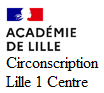 ACADÉMIE
DE LILLE
Circonscription
Lille 1 Centre